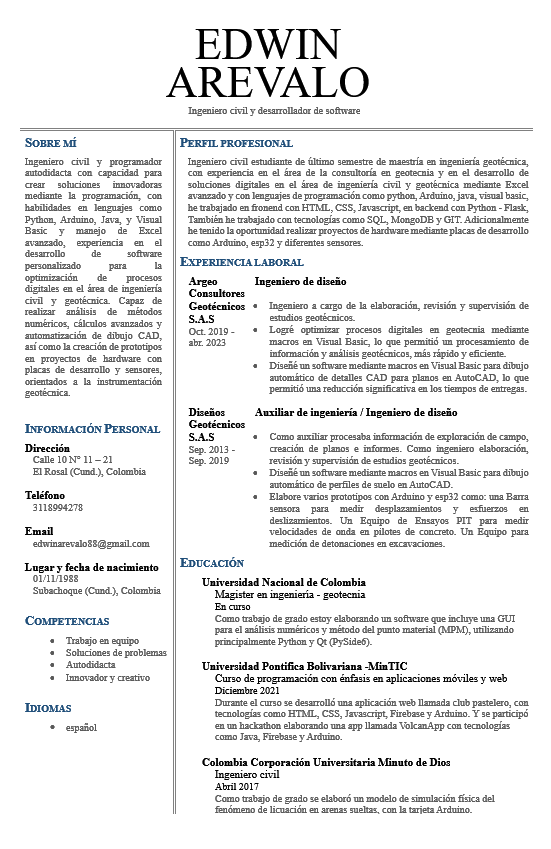 EDWIN
AREVALO
Ingeniero civil y desarrollador de software
SOBRE MÍ
Ingeniero civil y programador
autodidacta con capacidad para
crear soluciones innovadoras
mediante la programación, con
habilidades en lenguajes como
Python, Arduino, Java, y Visual
Basic y manejo de Excel
avanzado, experiencia en el
desarrollo de software
personalizado para la
optimización de procesos
digitales en el área de ingeniería
civil y geotécnica. Capaz de
realizar análisis de métodos
numéricos, cálculos avanzados y
automatización de dibujo CAD,
así como la creación de prototipos
en proyectos de hardware con
placas de desarrollo y sensores,
orientados a la instrumentación
geotécnica.
INFORMACIÓN PERSONAL
Dirección
Calle 10 N° 11 – 21
El Rosal (Cund.), Colombia
Teléfono
3118994278
Email
edwinarevalo88@gmail.com
Lugar y fecha de nacimiento
01/11/1988
Subachoque (Cund.), Colombia
COMPETENCIAS
• Trabajo en equipo
• Soluciones de problemas
• Autodidacta
• Innovador y creativo
IDIOMAS
• español
PERFIL PROFESIONAL
Ingeniero civil estudiante de último semestre de maestría en ingeniería geotécnica,
con experiencia en el área de la consultoría en geotecnia y en el desarrollo de
soluciones digitales en el área de ingeniería civil y geotécnica mediante Excel
avanzado y con lenguajes de programación como python, Arduino, java, visual basic,
he trabajado en fronend con HTML, CSS, Javascript, en backend con Python - Flask,
También he trabajado con tecnologías como SQL, MongoDB y GIT. Adicionalmente
he tenido la oportunidad realizar proyectos de hardware mediante placas de desarrollo
como Arduino, esp32 y diferentes sensores.
EXPERIENCIA LABORAL
Argeo
Consultores
Geotécnicos
S.A.S
Oct. 2019 -
abr. 2023
Ingeniero de diseño
• Ingeniero a cargo de la elaboración, revisión y supervisión de
estudios geotécnicos.
• Logré optimizar procesos digitales en geotecnia mediante
macros en Visual Basic, lo que permitió un procesamiento de
información y análisis geotécnicos, más rápido y eficiente.
• Diseñé un software mediante macros en Visual Basic para dibujo
automático de detalles CAD para planos en AutoCAD, lo que
permitió una reducción significativa en los tiempos de entregas.
Diseños
Geotécnicos
S.A.S
Sep. 2013 -
Sep. 2019
Auxiliar de ingeniería / Ingeniero de diseño
• Como auxiliar procesaba información de exploración de campo,
creación de planos e informes. Como ingeniero elaboración,
revisión y supervisión de estudios geotécnicos.
• Diseñé un software mediante macros en Visual Basic para dibujo
automático de perfiles de suelo en AutoCAD.
• Elabore varios prototipos con Arduino y esp32 como: una Barra
sensora para medir desplazamientos y esfuerzos en
deslizamientos. Un Equipo de Ensayos PIT para medir
velocidades de onda en pilotes de concreto. Un Equipo para
medición de detonaciones en excavaciones.
EDUCACIÓN
Universidad Nacional de Colombia
Magister en ingeniería - geotecnia
En curso
Como trabajo de grado estoy elaborando un software que incluye una GUI
para el análisis numéricos y método del punto material (MPM), utilizando
principalmente Python y Qt (PySide6).
Universidad Pontifica Bolivariana -MinTIC
Curso de programación con énfasis en aplicaciones móviles y web
Diciembre 2021
Durante el curso se desarrolló una aplicación web llamada club pastelero, con
tecnologías como HTML, CSS, Javascript, Firebase y Arduino. Y se participó
en un hackathon elaborando una app llamada VolcanApp con tecnologías
como Java, Firebase y Arduino.
Colombia Corporación Universitaria Minuto de Dios
Ingeniero civil
Abril 2017
Como trabajo de grado se elaboró un modelo de simulación física del
fenómeno de licuación en arenas sueltas, con la tarjeta Arduino.